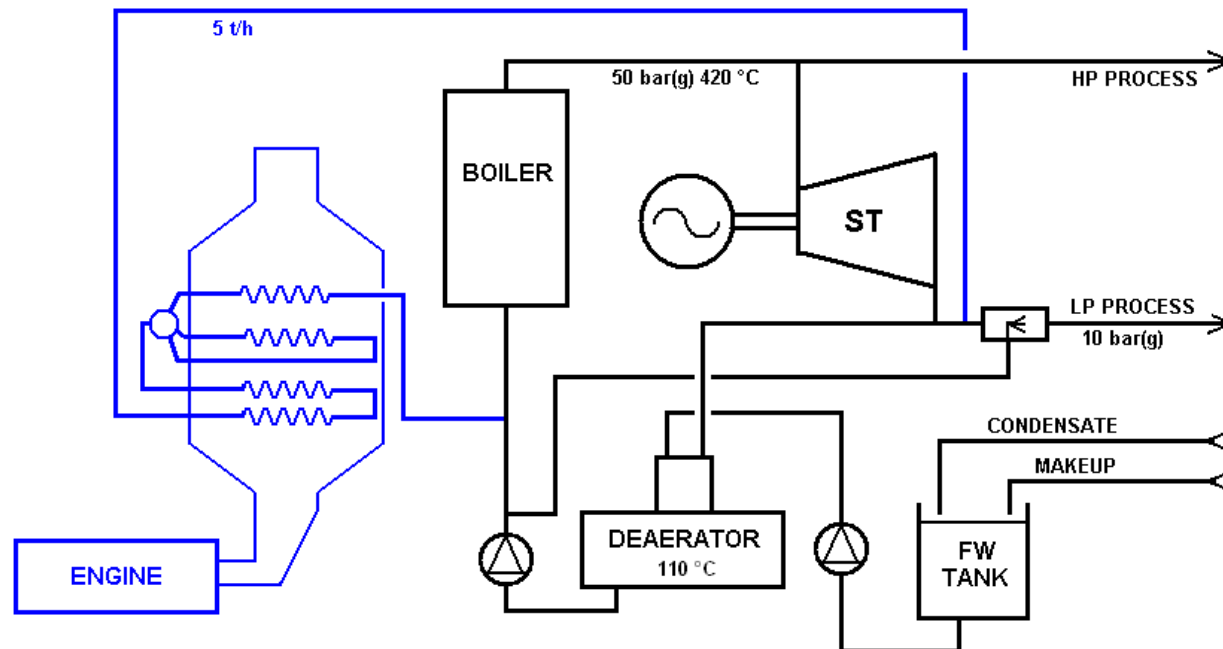 5 t/h
50 bar(g) 420 °C
HP PROCESS
BOILER
ST
LP PROCESS
10 bar(g)
CONDENSATE
MAKEUP
DEAERATOR
110 °C
FW
TANK
ENGINE